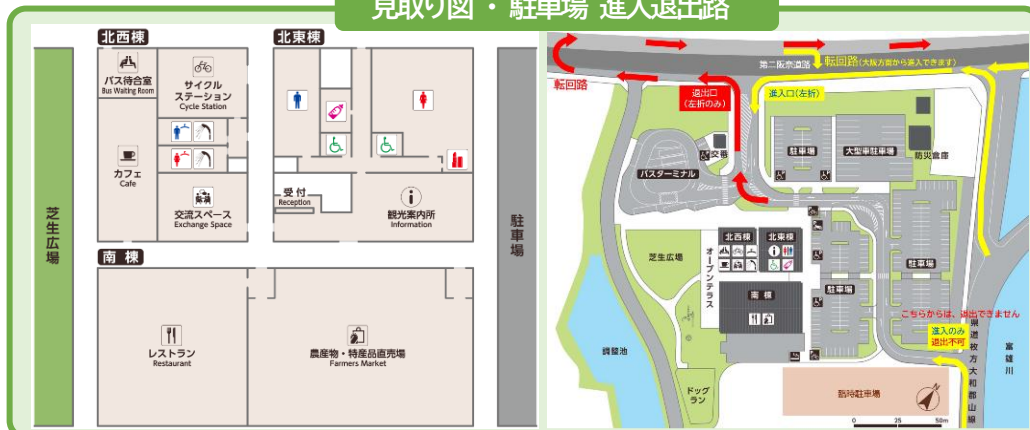 見取り図・駐車場 進入退出路
北西棟
バス待合室
Bus Waiting Room
サイクル
ステーション
Cycle Station
カフェ
Cafe
交流スペース
Exchange Space
北東棟
受付
Reception
観光案内所
Information
芝生広場
駐車場
南棟
レストラン
Restaurant
農産物・特産品直売場
Farmers Market
第二阪奈道路
転回路(大阪方面から進入できます)
転回路
退出口
(左折のみ)
進入口(左折)
交番
バスターミナル
駐車場
大型車駐車場
防災倉庫
芝生広場
オープンテラス
北西棟
北東棟
南棟
駐車場
駐車場
こちらからは、退出できません
進入のみ
退出不可
県道枚方大和郡山線
富雄川
調整池
ドッグ
ラン
臨時駐車場
0 25 50m